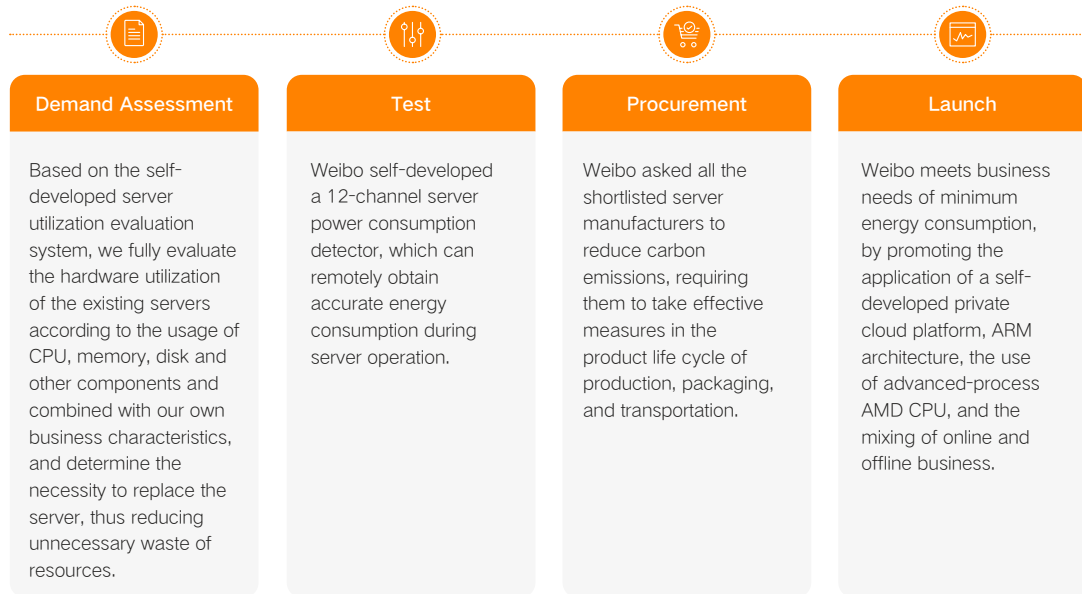 Demand Assessment
Based on the self-
developed server
utilization evaluation
system, we fully evaluate
the hardware utilization
of the existing servers
according to the usage of
CPU, memory, disk and
other components and
combined with our own
business characteristics,
and determine the
necessity to replace the
server, thus reducing
unnecessary waste of
resources.
Test
Weibo self-developed
a 12-channel server
power consumption
detector, which can
remotely obtain
accurate energy
consumption during
server operation.
Procurement
Weibo asked all the
shortlisted server
manufacturers to
reduce carbon
emissions, requiring
them to take effective
measures in the
product life cycle of
production, packaging,
and transportation.
Launch
Weibo meets business
needs of minimum
energy consumption,
by promoting the
application of a self-
developed private
cloud platform, ARM
architecture, the use
of advanced-process
AMD CPU, and the
mixing of online and
offline business.